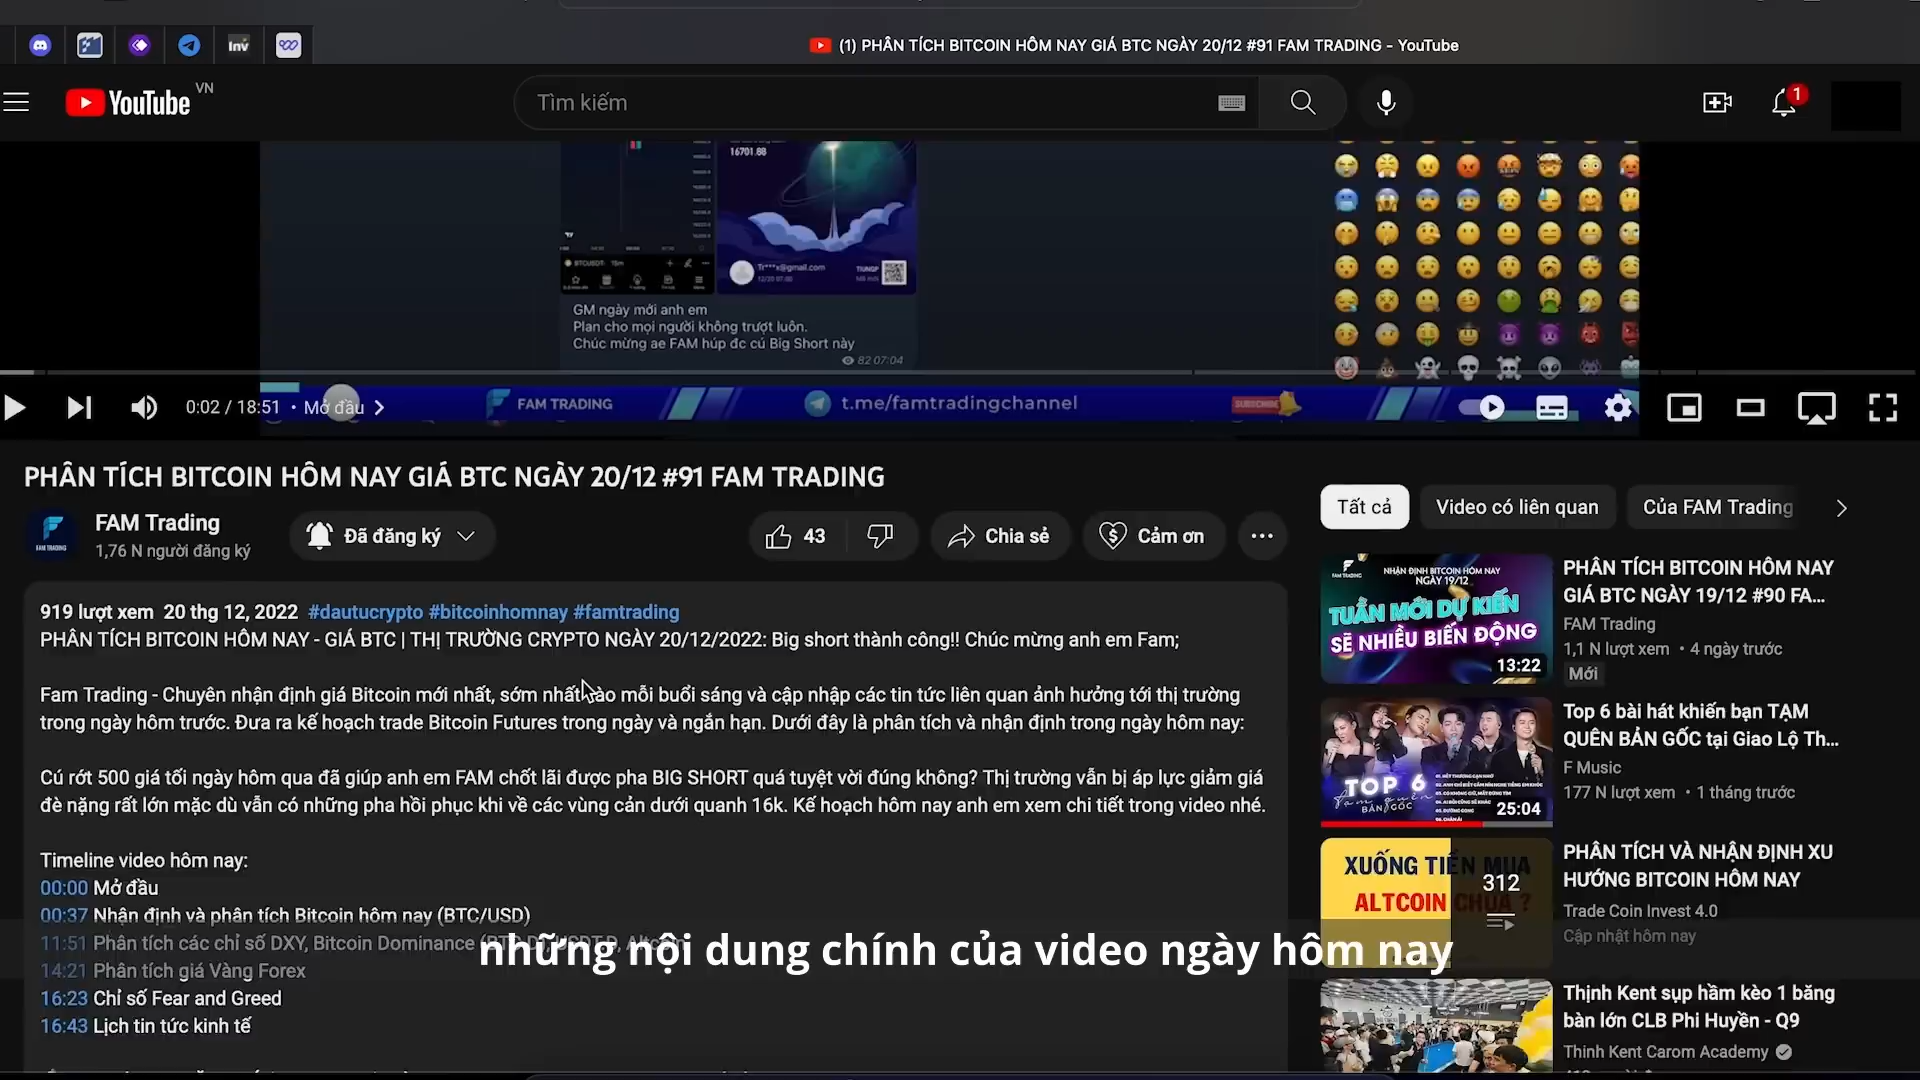 Inv
(1) PHÂN TÍCH BITCOIN HÔM NAY GIÁ BTC NGÀY 20/12 #91 FAM TRADING - YouTube
YouTube VN
Tìm kiếm
1
16701.88
BTCUSDT 15m
Tr***x@gmail.com
GM ngày mới anh em
Plan cho mọi người không trượt luôn.
Chúc mừng ae FAM húp đc cú Big Short này
82 07:04
0:02 / 18:51 • Mở đầu
FAM TRADING
t.me/famtradingchannel
SUBSCRIBE
PHÂN TÍCH BITCOIN HÔM NAY GIÁ BTC NGÀY 20/12 #91 FAM TRADING
FAM TRADING
FAM Trading
1,76 N người đăng ký
Đã đăng ký
43
Chia sẻ
Cảm ơn
919 lượt xem 20 thg 12, 2022 #dautucrypto #bitcoinhomnay #famtrading
PHÂN TÍCH BITCOIN HÔM NAY - GIÁ BTC | THỊ TRƯỜNG CRYPTO NGÀY 20/12/2022: Big short thành công!! Chúc mừng anh em Fam;
Fam Trading - Chuyên nhận định giá Bitcoin mới nhất, sớm nhất vào mỗi buổi sáng và cập nhập các tin tức liên quan ảnh hưởng tới thị trường
trong ngày hôm trước. Đưa ra kế hoạch trade Bitcoin Futures trong ngày và ngắn hạn. Dưới đây là phân tích và nhận định trong ngày hôm nay:
Cú rớt 500 giá tối ngày hôm qua đã giúp anh em FAM chốt lãi được pha BIG SHORT quá tuyệt vời đúng không? Thị trường vẫn bị áp lực giảm giá
đè nặng rất lớn mặc dù vẫn có những pha hồi phục khi về các vùng cản dưới quanh 16k. Kế hoạch hôm nay anh em xem chi tiết trong video nhé.
Timeline video hôm nay:
00:00 Mở đầu
00:37 Nhận định và phân tích Bitcoin hôm nay (BTC/USD)
11:51 Phân tích các chỉ số DXY, Bitcoin Dominance
những nội dung chính của video ngày hôm nay
14:21 Phân tích giá Vàng Forex
16:23 Chỉ số Fear and Greed
16:43 Lịch tin tức kinh tế
Tất cả
Video có liên quan
Của FAM Trading
FAM TRADING
NHẬN ĐỊNH BITCOIN HÔM NAY
NGÀY 19/12
TUẦN MỚI DỰ KIẾN
SẼ NHIỀU BIẾN ĐỘNG
13:22
PHÂN TÍCH BITCOIN HÔM NAY
GIÁ BTC NGÀY 19/12 #90 FA...
FAM Trading
1,1 N lượt xem • 4 ngày trước
Mới
TOP 6
BẢN GỐC
25:04
Top 6 bài hát khiến bạn TẠM
QUÊN BẢN GỐC tại Giao Lộ Th...
F Music
177 N lượt xem • 1 tháng trước
XUỐNG TIỀN MUA
ALTCOIN CHƯA ?
312
PHÂN TÍCH VÀ NHẬN ĐỊNH XU
HƯỚNG BITCOIN HÔM NAY
Trade Coin Invest 4.0
Cập nhật hôm nay
Thịnh Kent sụp hầm kèo 1 băng
bàn lớn CLB Phi Huyền - Q9
Thinh Kent Carom Academy